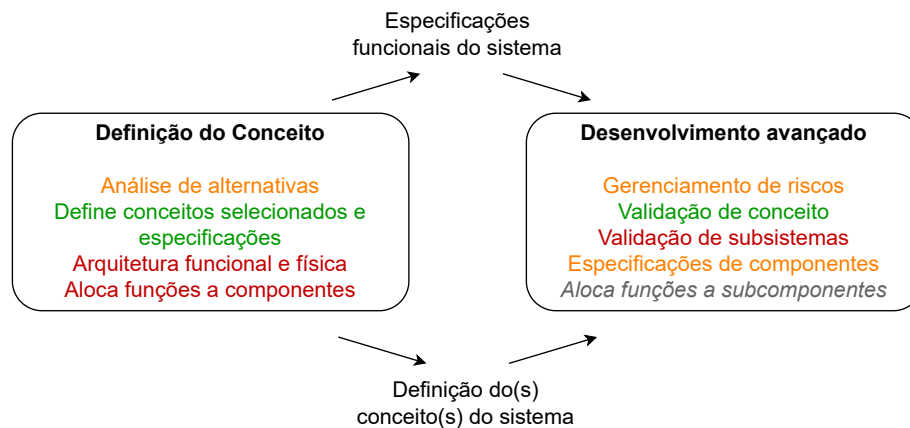 Especificações
funcionais do sistema
Definição do Conceito
Análise de alternativas
Define conceitos selecionados e
especificações
Arquitetura funcional e física
Aloca funções a componentes
Desenvolvimento avançado
Gerenciamento de riscos
Validação de conceito
Validação de subsistemas
Especificações de componentes
Aloca funções a subcomponentes
Definição do(s)
conceito(s) do sistema